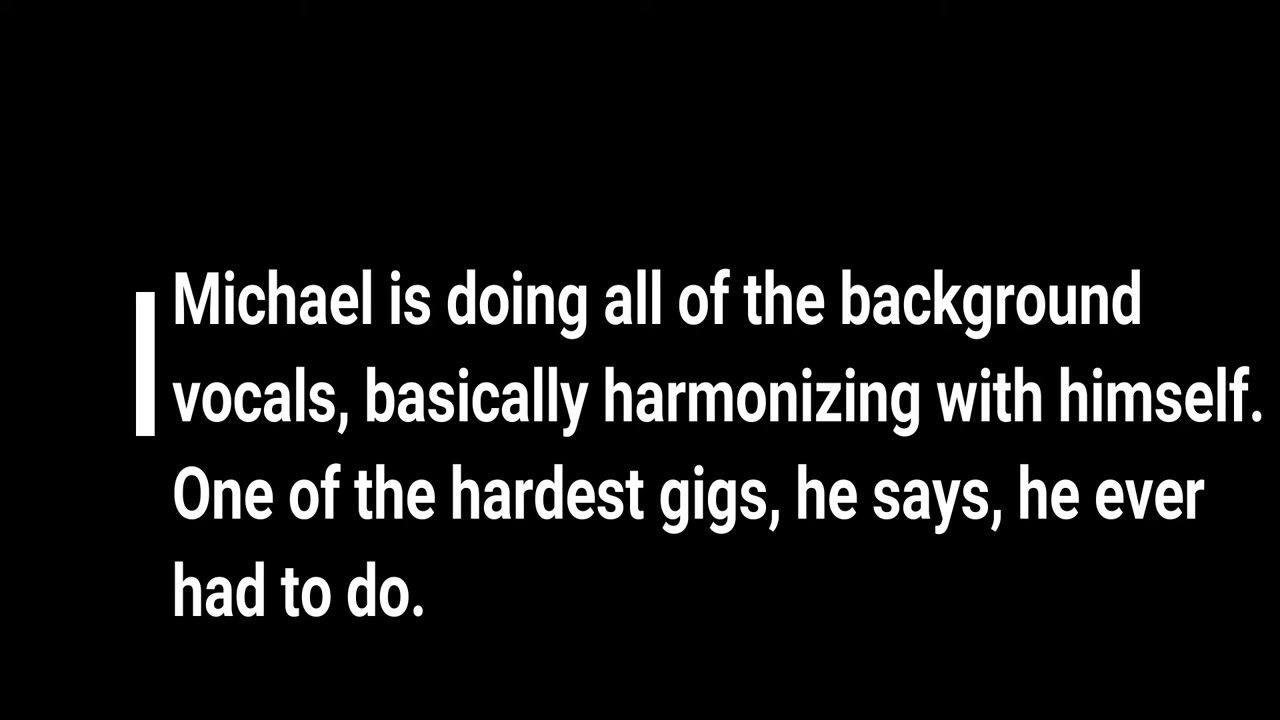 Michael is doing all of the background
vocals, basically harmonizing with himself.
One of the hardest gigs, he says, he ever
had to do.